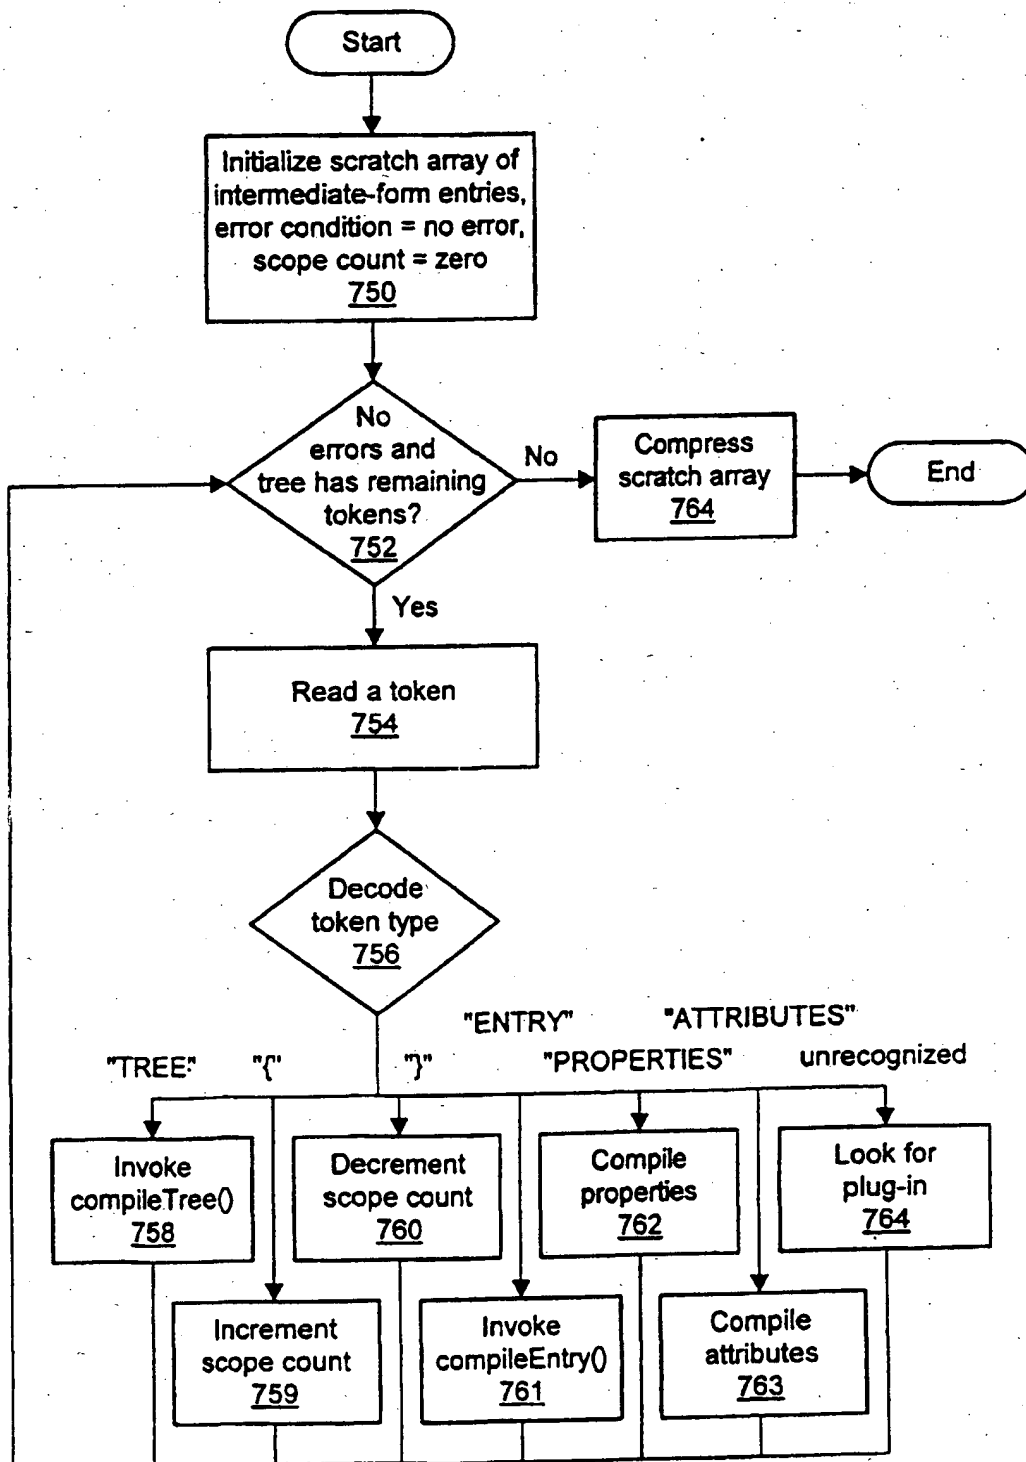 Start
Initialize scratch array of
intermediate-form entries,
error condition = no error,
scope count = zero
750
No
errors and
tree has remaining
tokens?
752
No
Compress
scratch array
764
End
Yes
Read a token
754
Decode
token type
756
"ENTRY"
"ATTRIBUTES"
"TREE"
"{"
"}"
"PROPERTIES"
unrecognized
Invoke
compileTree()
758
Decrement
scope count
760
Compile
properties
762
Look for
plug-in
764
Increment
scope count
759
Invoke
compileEntry()
761
Compile
attributes
763